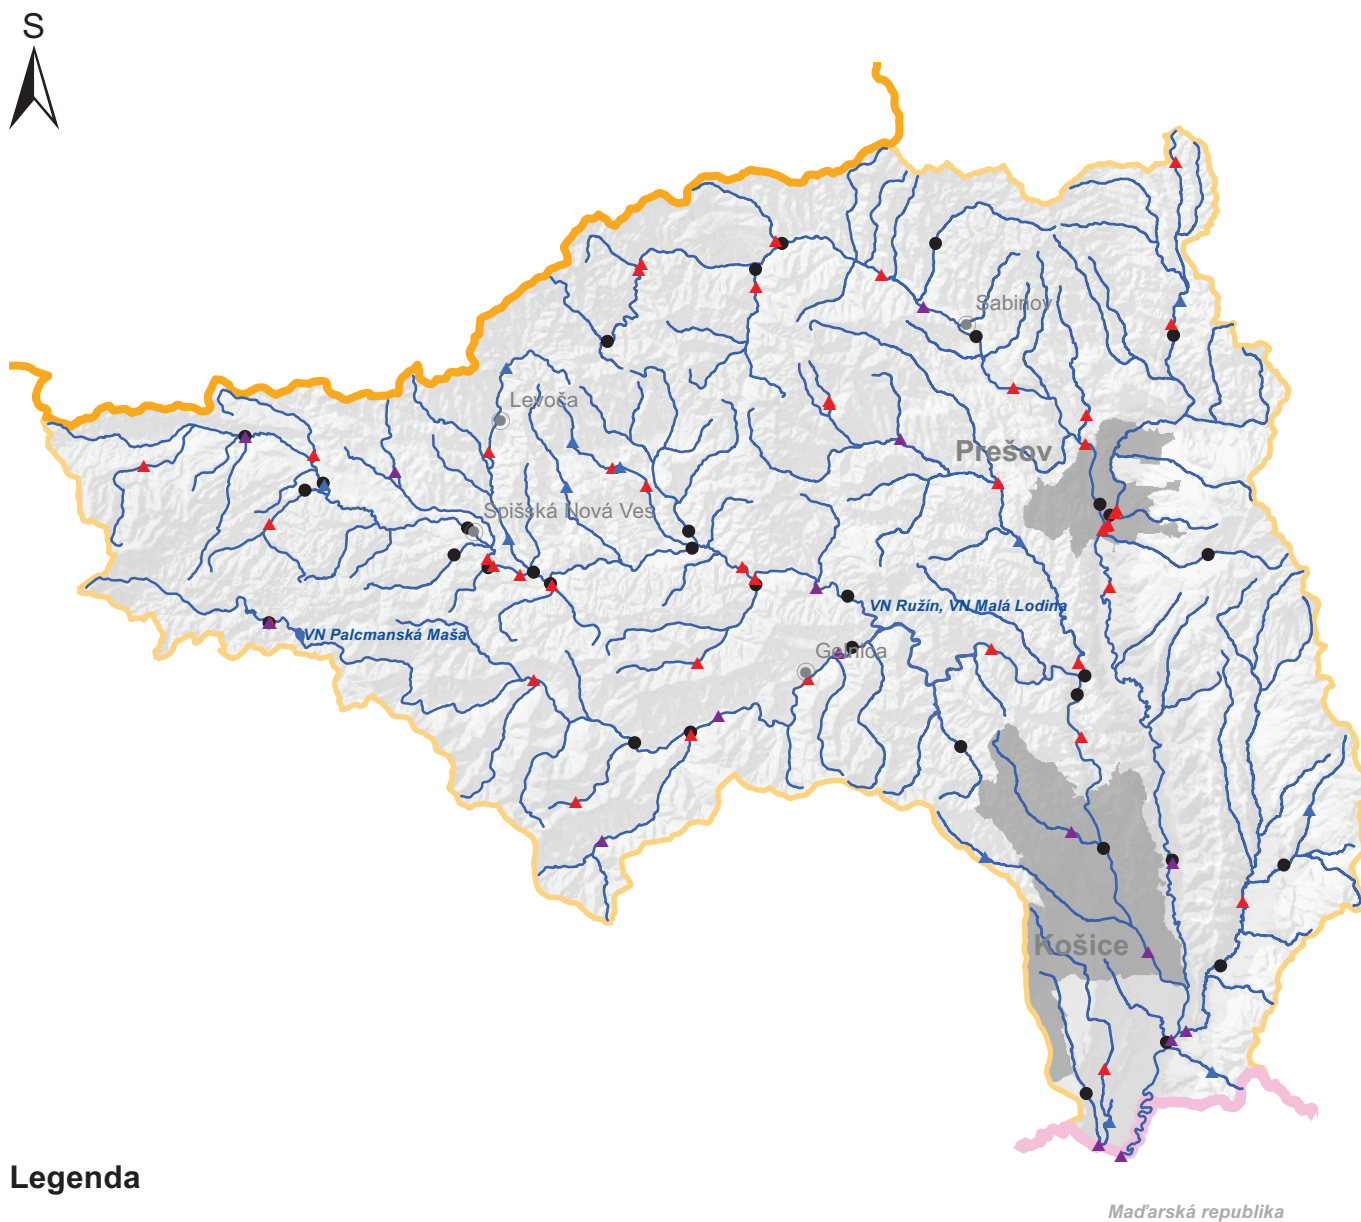 S
Sabinov
Levoča
Prešov
Spišská Nová Ves
VN Ružín, VN Malá Lodina
VN Palcmanská Maša
Gelnica
Košice
Legenda
Maďarská republika